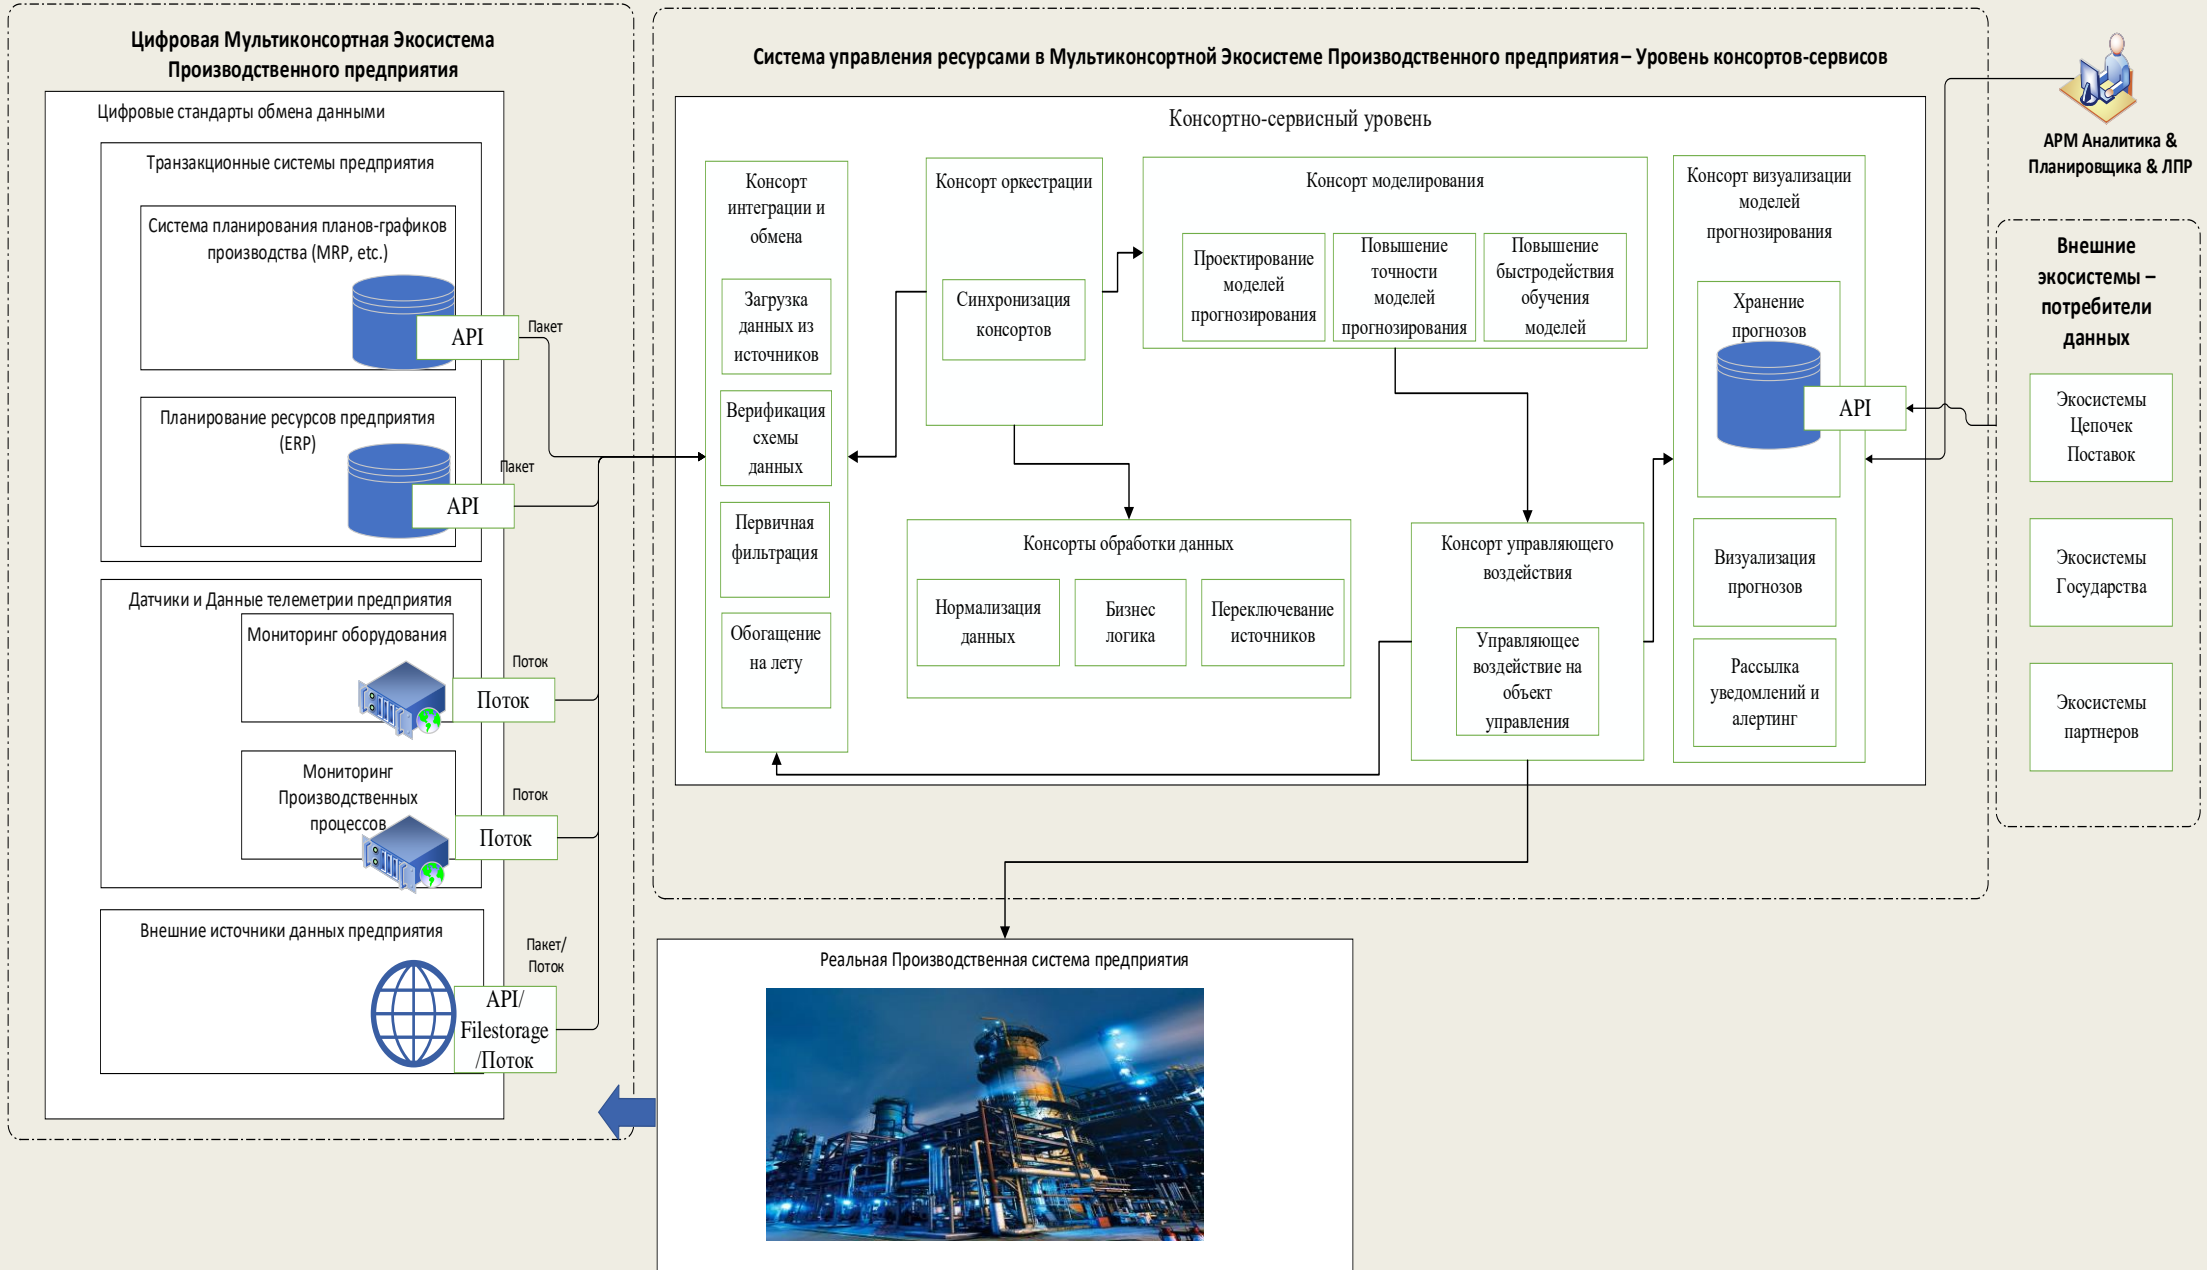 Цифровая Мультиконсортная Экосистема
Производственного предприятия
Цифровые стандарты обмена данными
Транзакционные системы предприятия
Система планирования планов-графиков
производства (MRP, etc.)
API
Пакет
Планирование ресурсов предприятия
(ERP)
API
Пакет
Датчики и Данные телеметрии предприятия
Мониторинг оборудования
Поток
Поток
Мониторинг
Производственных
процессов
Поток
Поток
Внешние источники данных предприятия
Пакет/
Поток
API/
Filestorage
/Поток
Система управления ресурсами в Мультиконсортной Экосистеме Производственного предприятия – Уровень консортов-сервисов
Консортно-сервисный уровень
Консорт
интеграции и
обмена
Загрузка
данных из
источников
Верификация
схемы
данных
Первичная
фильтрация
Обогащение
на лету
Консорт оркестрации
Синхронизация
консортов
Консорт моделирования
Проектирование
моделей
прогнозирования
Повышение
точности
моделей
прогнозирования
Повышение
быстродействия
обучения
моделей
Консорты обработки данных
Нормализация
данных
Бизнес
логика
Переключевание
источников
Консорт управляющего
воздействия
Управляющее
воздействие на
объект
управления
Консорт визуализации
моделей
прогнозирования
Хранение
прогнозов
API
Визуализация
прогнозов
Рассылка
уведомлений и
алертинг
АРМ Аналитика &
Планировщика & ЛПР
Внешние
экосистемы –
потребители
данных
Экосистемы
Цепочек
Поставок
Экосистемы
Государства
Экосистемы
партнеров
Реальная Производственная система предприятия